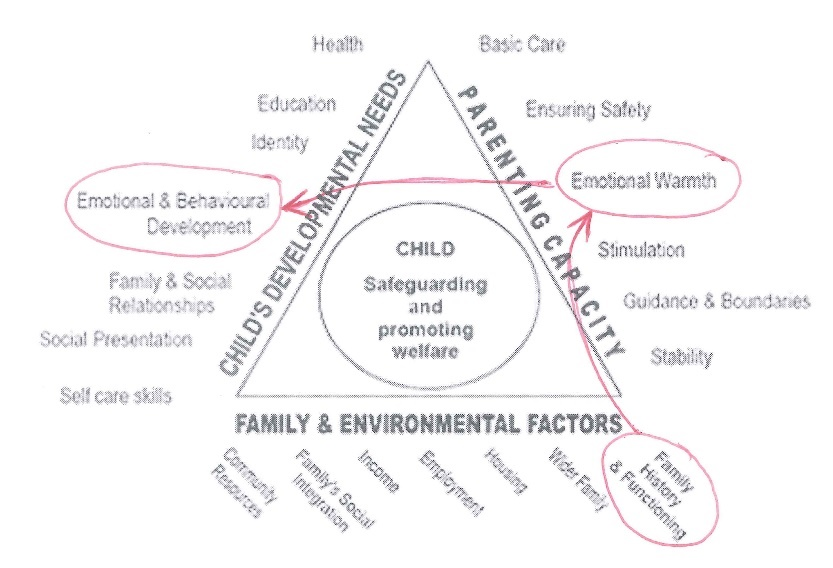 Health
Basic Care
Education
Ensuring Safety
Identity
Emotional Warmth
Emotional & Behavioural
Development
Stimulation
Family & Social
Relationships
Guidance & Boundaries
Social Presentation
Stability
Self care skills
CHILD'S DEVELOPMENTAL NEEDS
PARENTING CAPACITY
CHILD
Safeguarding
and
promoting
welfare
FAMILY & ENVIRONMENTAL FACTORS
Community
Resources
Family's Social
Integration
Income
Employment
Housing
Wider Family
Family
History
& Functioning